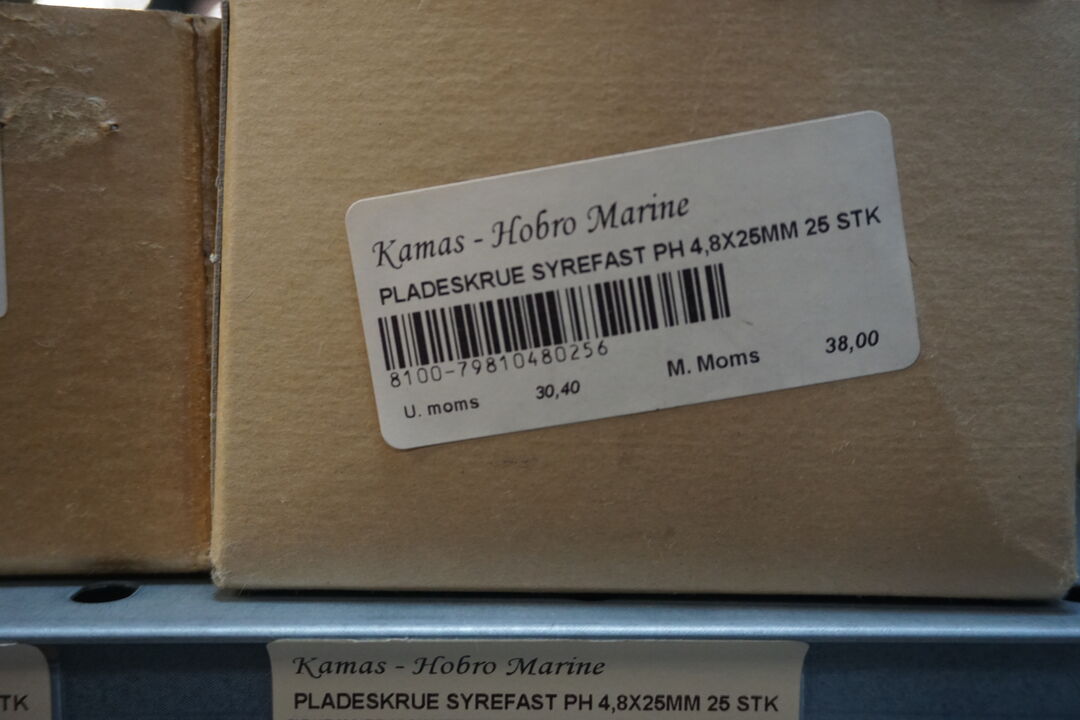 Kamas - Hobro Marine
PLADESKRUE SYREFAST PH 4,8X25MM 25 STK
8100-79810480256
U. moms 30,40 M. Moms 38,00
Kamas - Hobro Marine
TK
PLADESKRUE SYREFAST PH 4,8X25MM 25 STK